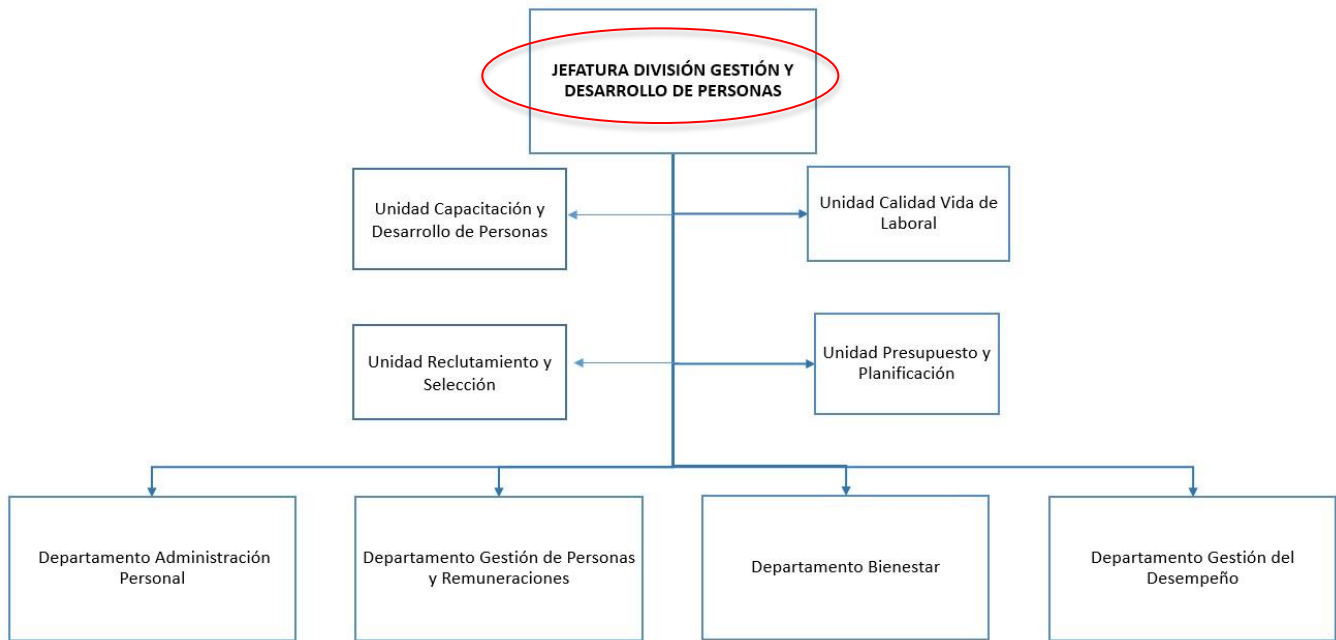 JEFATURA DIVISIÓN GESTIÓN Y
DESARROLLO DE PERSONAS
Unidad Capacitación y
Desarrollo de Personas
Unidad Calidad Vida de
Laboral
Unidad Reclutamiento y
Selección
Unidad Presupuesto y
Planificación
Departamento Administración
Personal
Departamento Gestión de Personas
y Remuneraciones
Departamento Bienestar
Departamento Gestión del
Desempeño